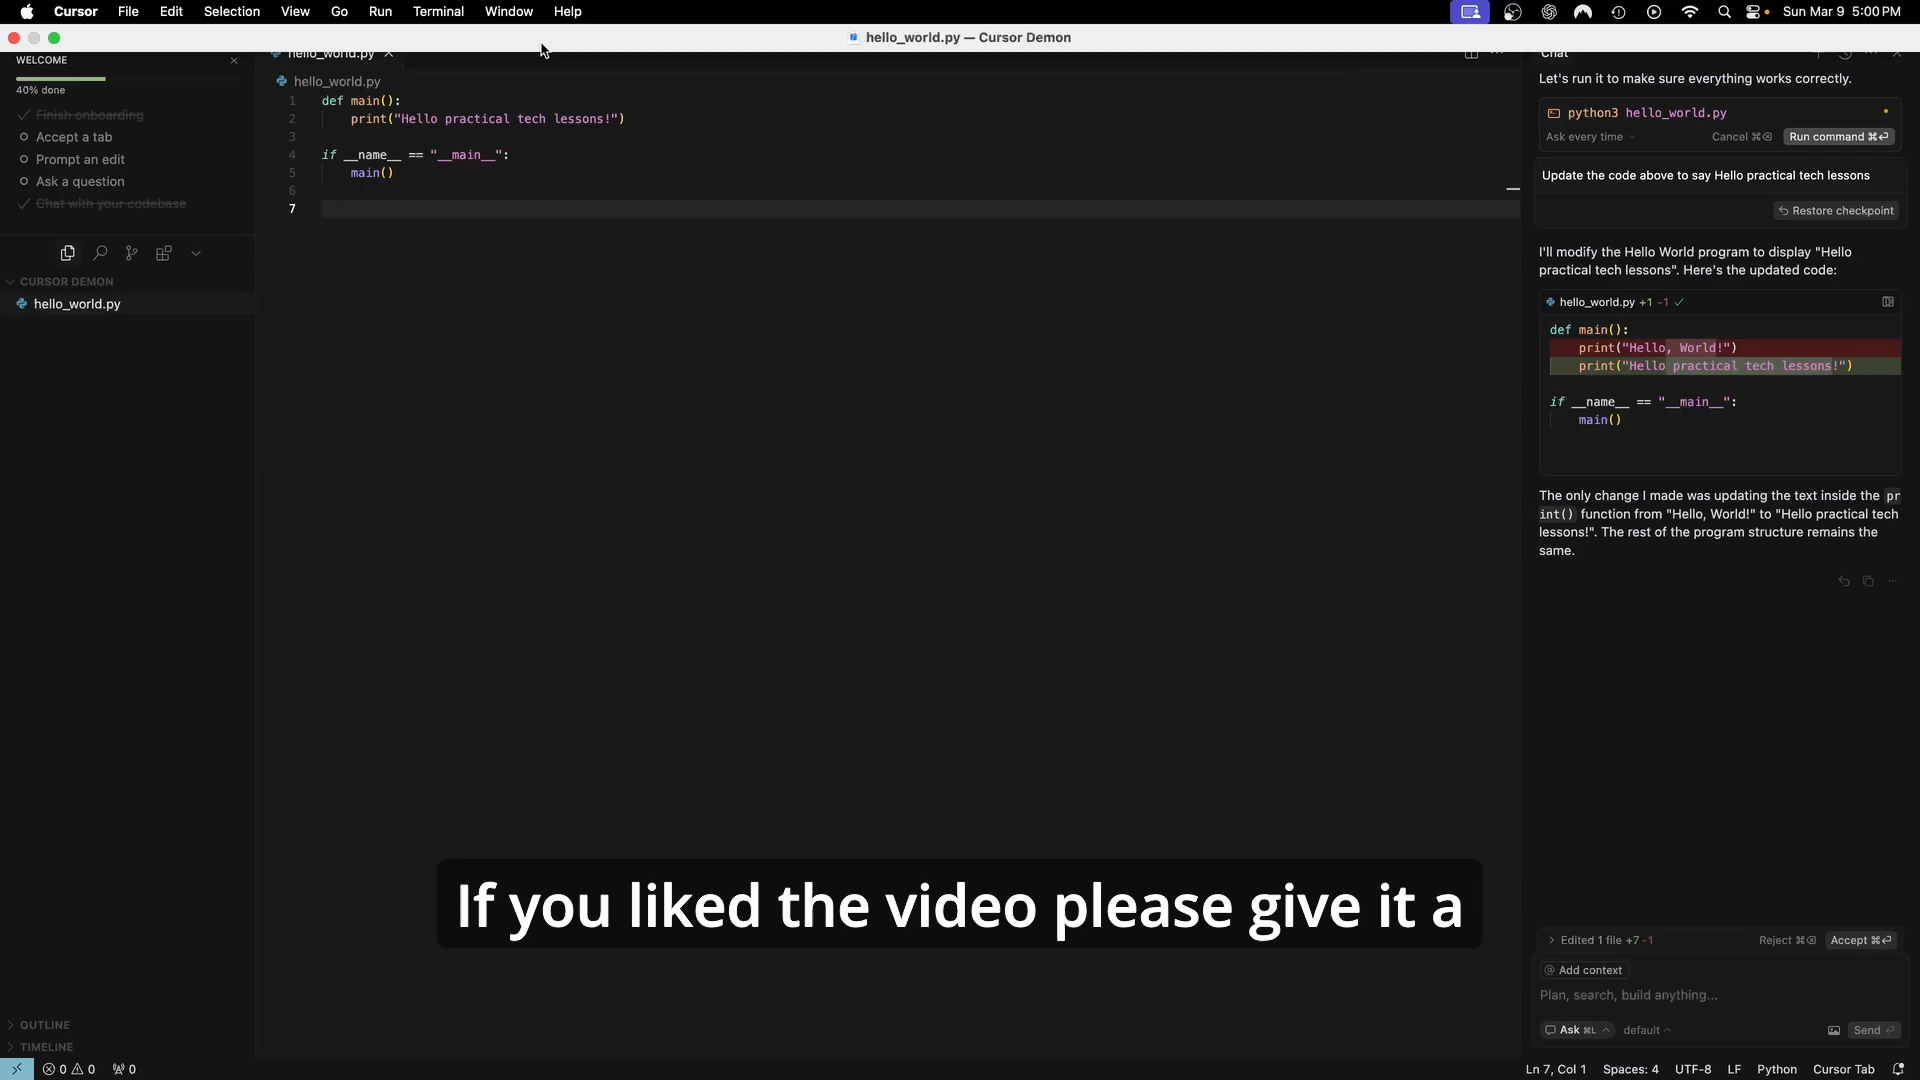 Cursor File Edit Selection View Go Run Terminal Window Help Sun Mar 9 5:00 PM
hello_world.py — Cursor Demon
WELCOME
40% done
Finish onboarding
Accept a tab
Prompt an edit
Ask a question
Chat with your codebase
CURSOR DEMON
hello_world.py
OUTLINE
TIMELINE
hello_world.py
hello_world.py
1 def main():
2 print("Hello practical tech lessons!")
3
4 if __name__ == "__main__":
5 main()
6
7
If you liked the video please give it a
Chat
Let's run it to make sure everything works correctly.
python3 hello_world.py
Ask every time Cancel ⌘⌫ Run command ⌘⏎
Update the code above to say Hello practical tech lessons
Restore checkpoint
I'll modify the Hello World program to display "Hello
practical tech lessons". Here's the updated code:
hello_world.py +1 -1
def main():
print("Hello, World!")
print("Hello practical tech lessons!")
if __name__ == "__main__":
main()
The only change I made was updating the text inside the pr
int() function from "Hello, World!" to "Hello practical tech
lessons!". The rest of the program structure remains the
same.
Edited 1 file +7 -1 Reject ⌘⌫ Accept ⌘⏎
@ Add context
Plan, search, build anything...
Ask ⌘L default Send ⏎
0 0 0 Ln 7, Col 1 Spaces: 4 UTF-8 LF Python Cursor Tab